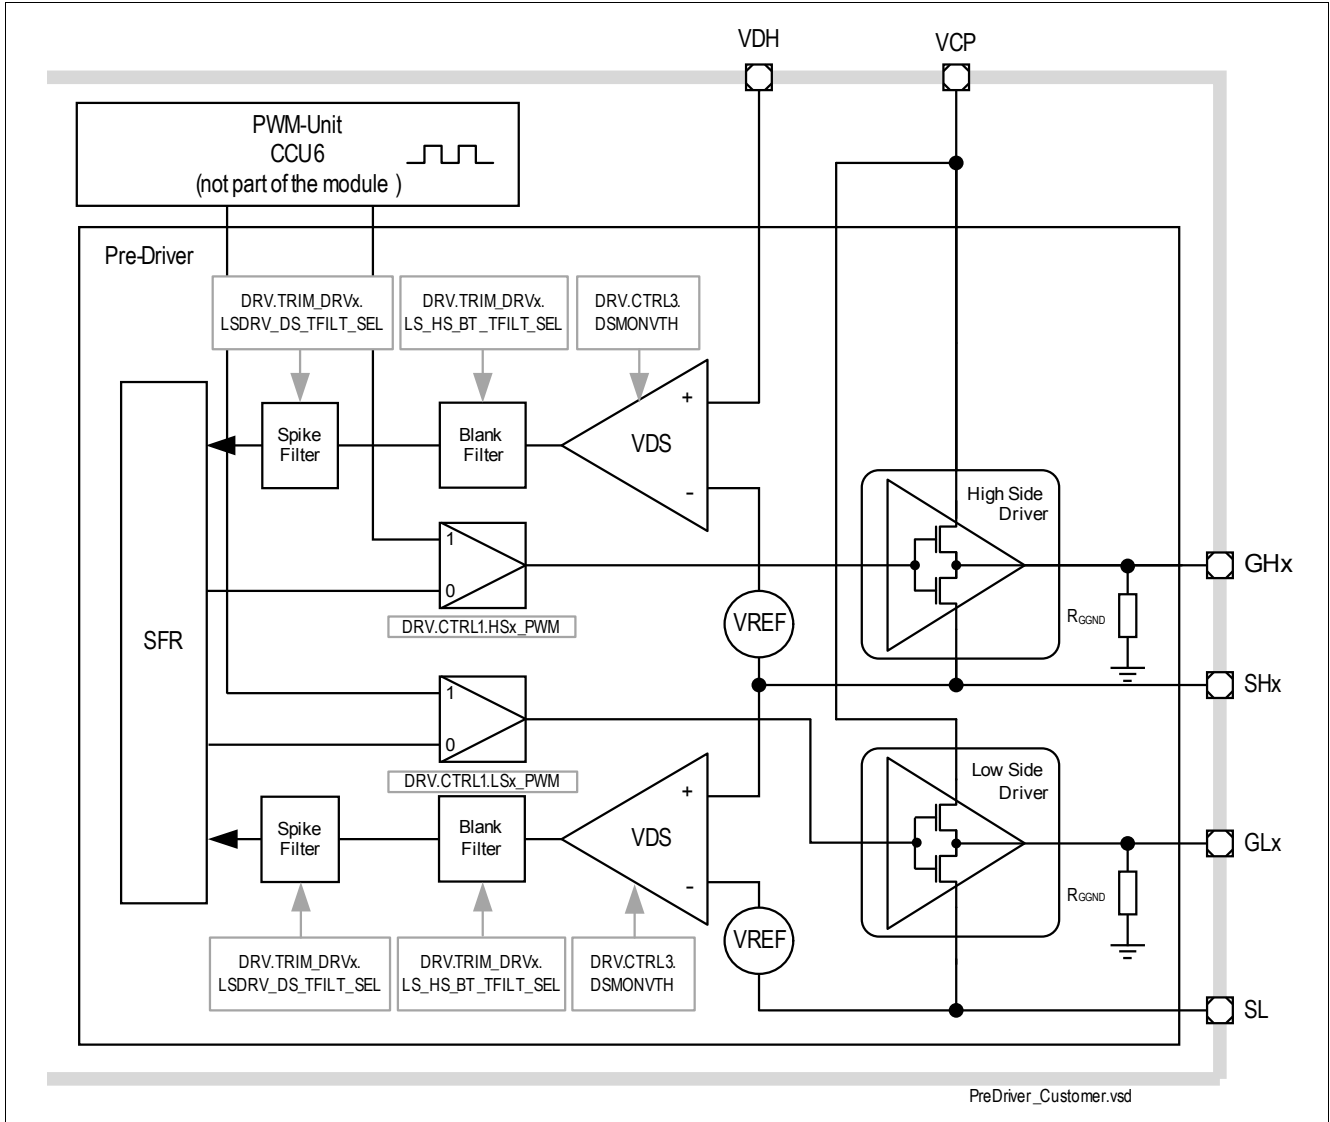 VDH
VCP
PWM-Unit
CCU6
(not part of the module )
Pre-Driver
DRV.TRIM_DRVx.
LSDRV_DS_TFILT_SEL
DRV.TRIM_DRVx.
LS_HS_BT_TFILT_SEL
DRV.CTRL3.
DSMONVTH
+
Spike
Filter
Blank
Filter
VDS
-
High Side
Driver
1
0
DRV.CTRL1.HSx_PWM
VREF
GHx
RGGND
SFR
SHx
1
0
DRV.CTRL1.LSx_PWM
Low Side
Driver
+
Spike
Filter
Blank
Filter
VDS
-
GLx
RGGND
VREF
DRV.TRIM_DRVx.
LSDRV_DS_TFILT_SEL
DRV.TRIM_DRVx.
LS_HS_BT_TFILT_SEL
DRV.CTRL3.
DSMONVTH
SL
PreDriver_Customer.vsd